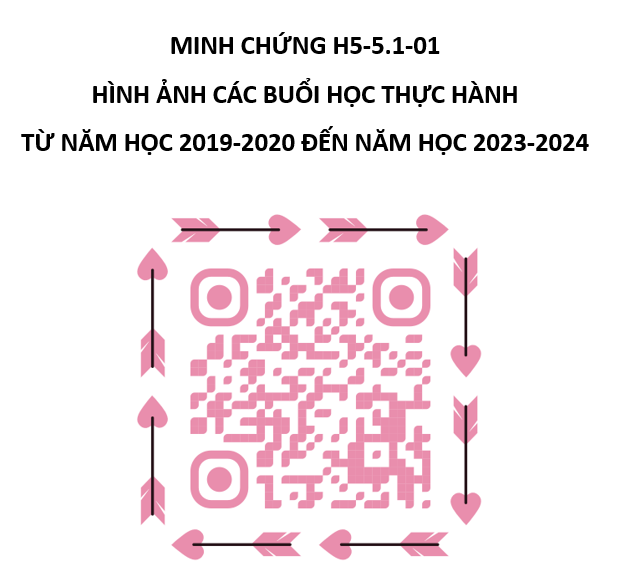 MINH CHỨNG H5-5.1-01
HÌNH ẢNH CÁC BUỔI HỌC THỰC HÀNH
TỪ NĂM HỌC 2019-2020 ĐẾN NĂM HỌC 2023-2024